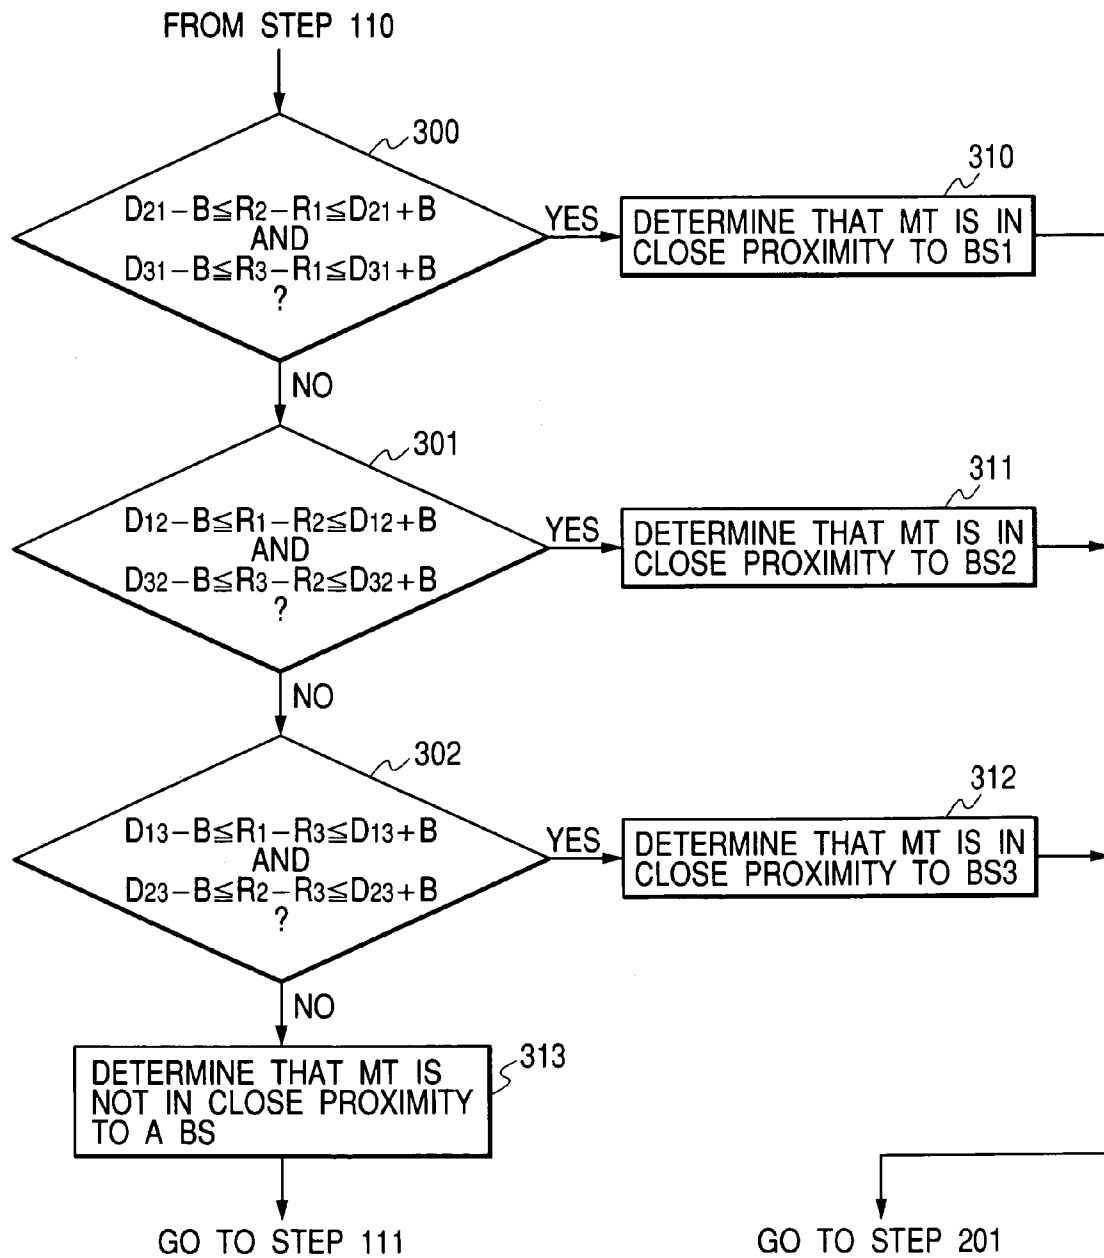 FROM STEP 110
300
D21−B≦R2−R1≦D21+B
AND
D31−B≦R3−R1≦D31+B
?
YES
310
DETERMINE THAT MT IS IN
CLOSE PROXIMITY TO BS1
NO
301
D12−B≦R1−R2≦D12+B
AND
D32−B≦R3−R2≦D32+B
?
YES
311
DETERMINE THAT MT IS IN
CLOSE PROXIMITY TO BS2
NO
302
D13−B≦R1−R3≦D13+B
AND
D23−B≦R2−R3≦D23+B
?
YES
312
DETERMINE THAT MT IS IN
CLOSE PROXIMITY TO BS3
NO
313
DETERMINE THAT MT IS
NOT IN CLOSE PROXIMITY
TO A BS
GO TO STEP 111
GO TO STEP 201